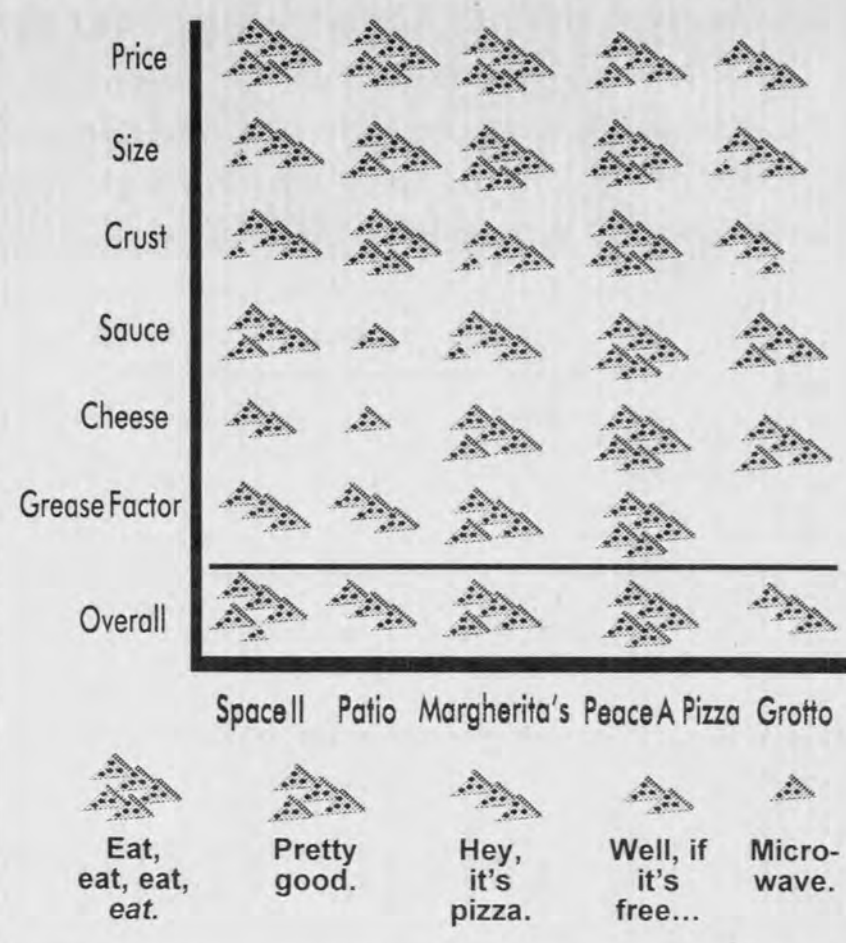 Price
Size
Crust
Sauce
Cheese
Grease Factor
Overall
Space II Patio Margherita's Peace A Pizza Grotto
Eat, eat, eat, eat.
Pretty good.
Hey, it's pizza.
Well, if it's free...
Micro-wave.